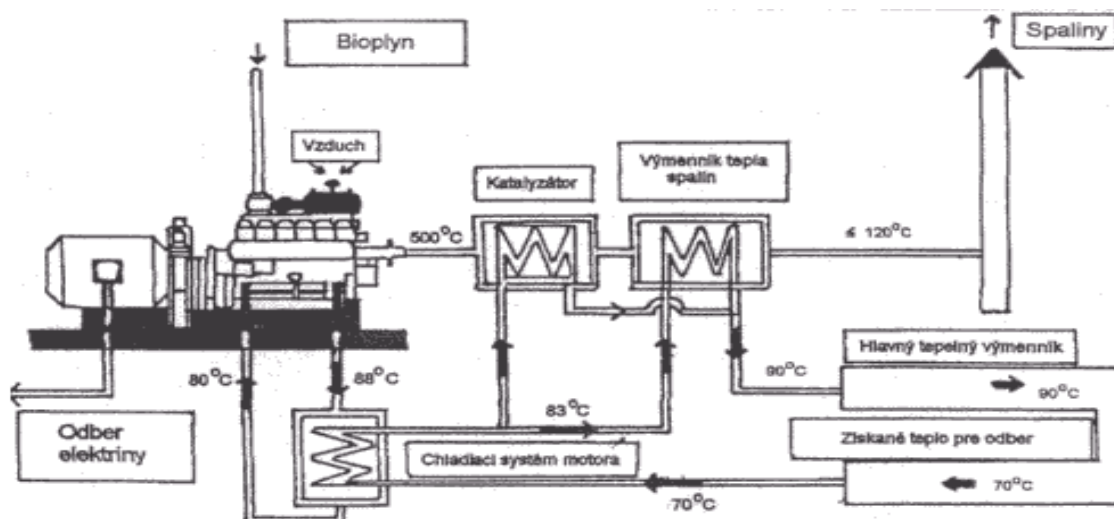 Bioplyn
Spaliny
Vzduch
Katalyzátor
Výmenník tepla
spalín
500°C
≤ 120°C
Hlavný tepelný výmenník
80°C
88°C
90°C
90°C
83°C
Odber
elektriny
Chladiaci systém motora
Získané teplo pre odber
70°C
70°C